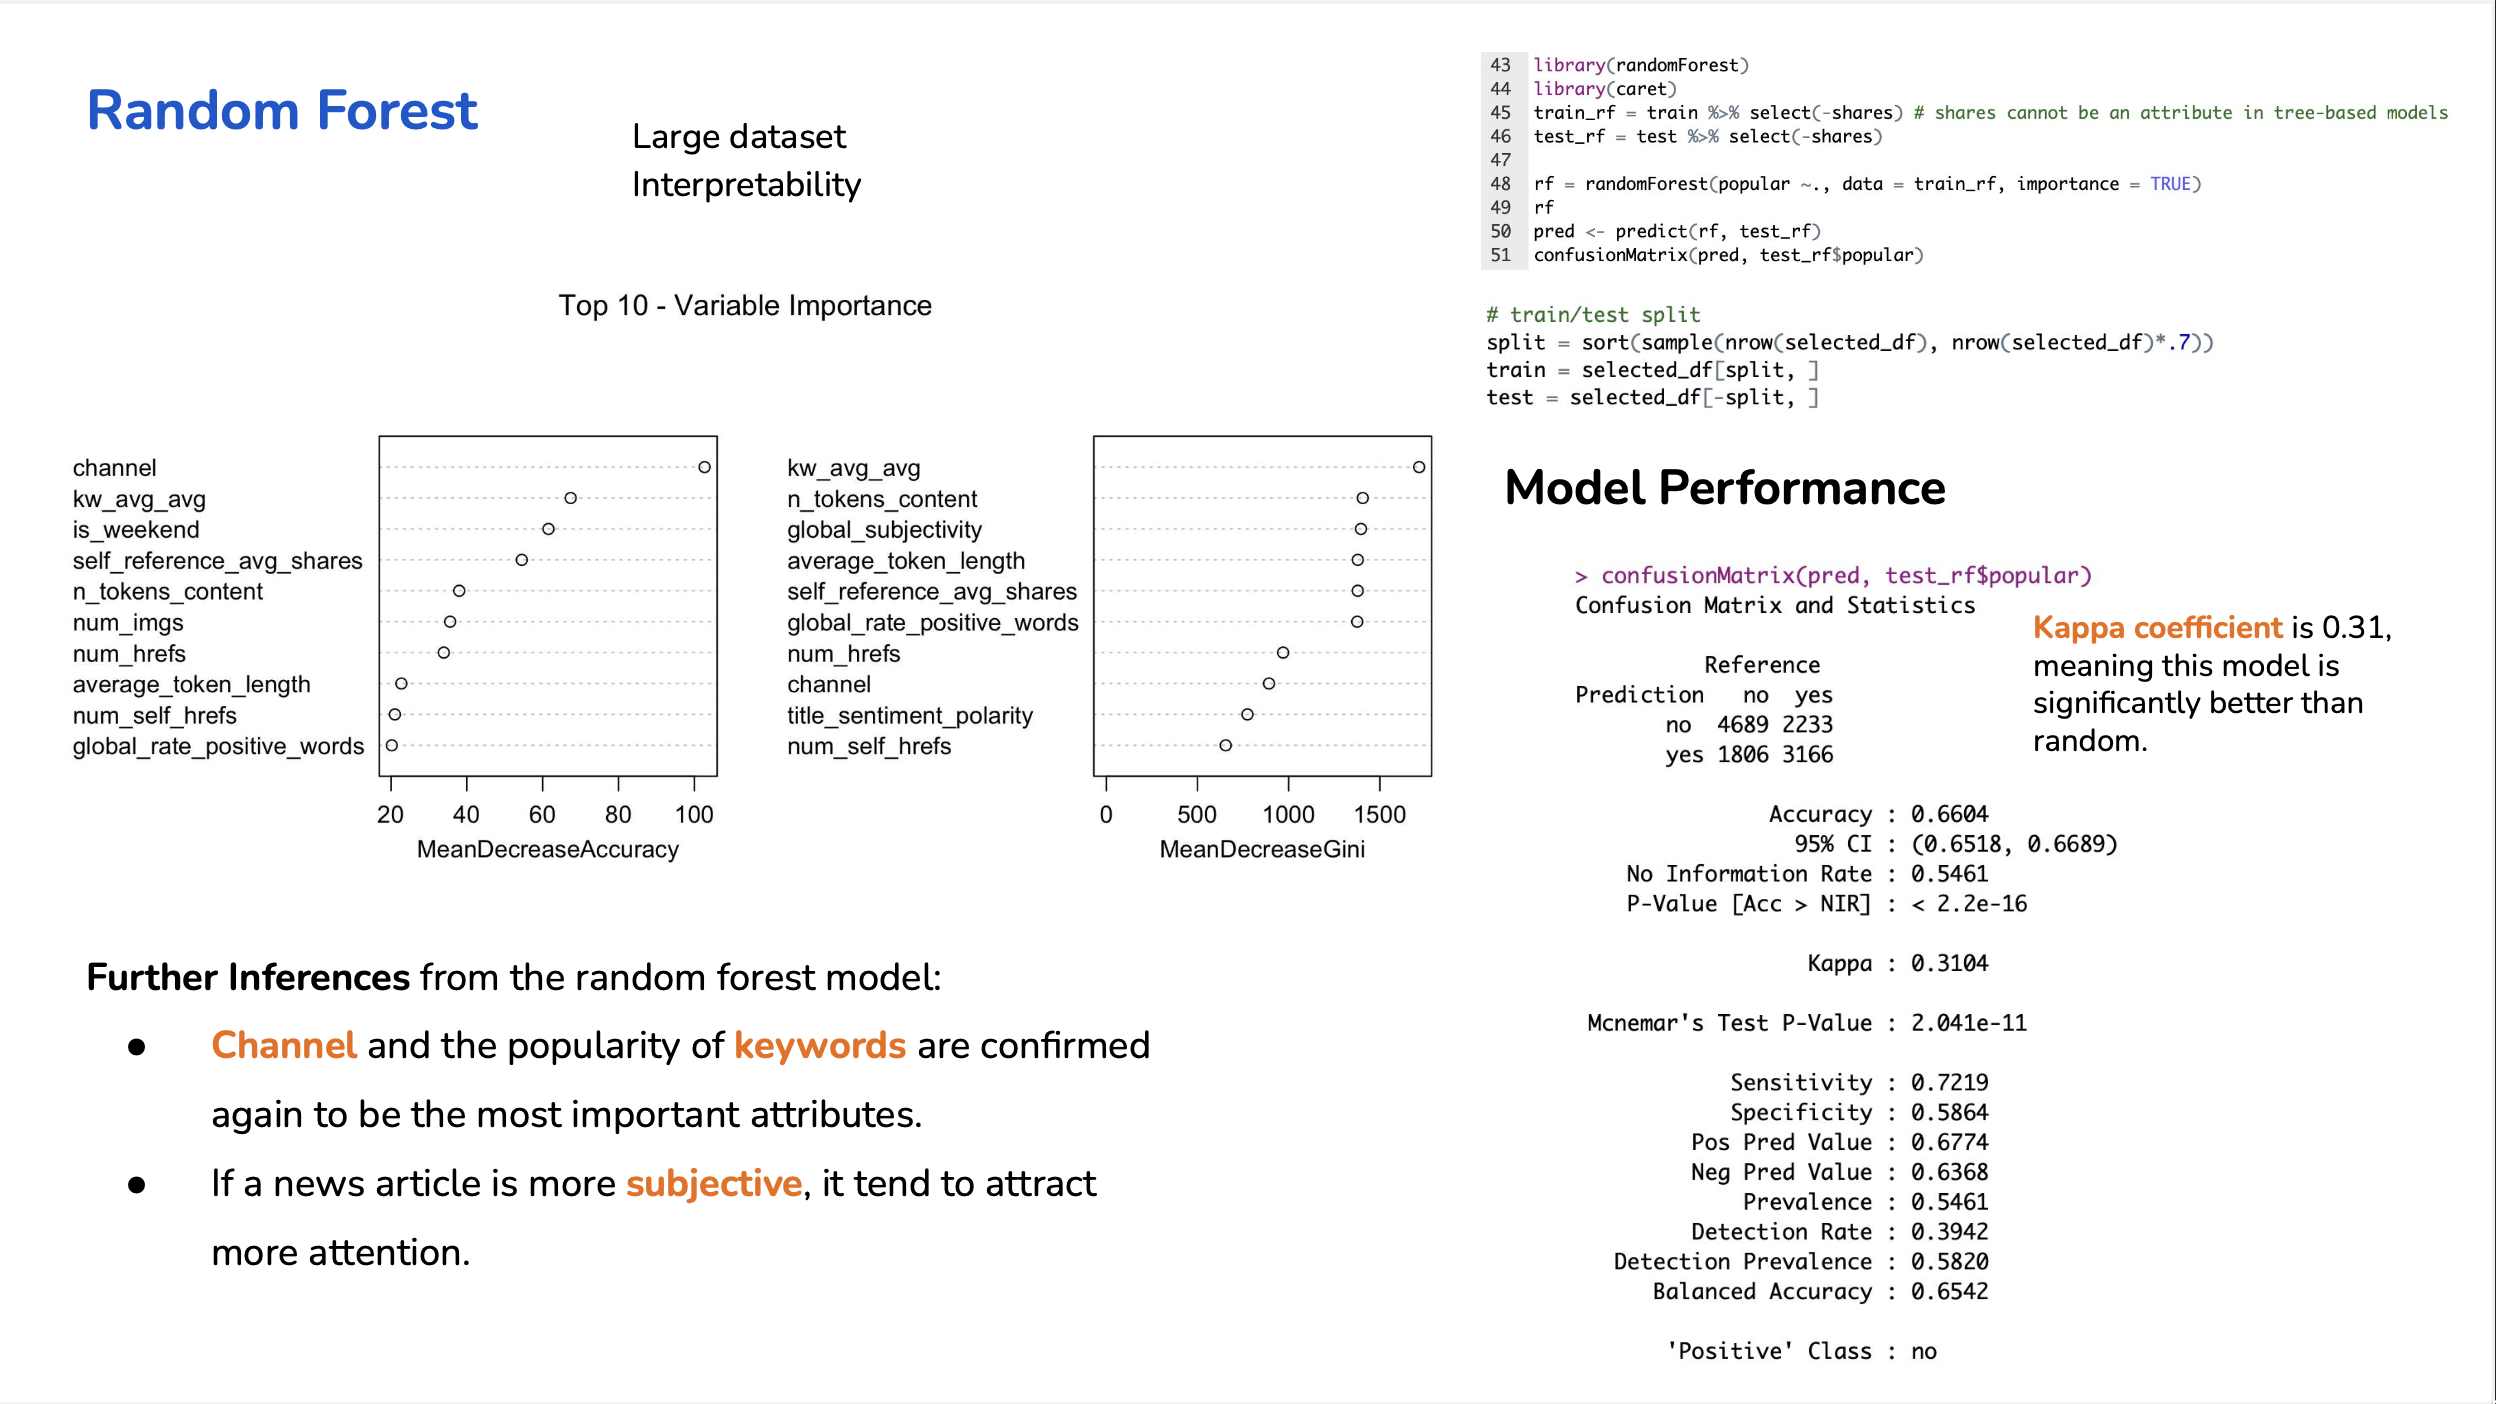 Random Forest
Large dataset
Interpretability
Top 10 - Variable Importance
channel
kw_avg_avg
is_weekend
self_reference_avg_shares
n_tokens_content
num_imgs
num_hrefs
average_token_length
num_self_hrefs
global_rate_positive_words
20 40 60 80 100
MeanDecreaseAccuracy
kw_avg_avg
n_tokens_content
global_subjectivity
average_token_length
self_reference_avg_shares
global_rate_positive_words
num_hrefs
channel
title_sentiment_polarity
num_self_hrefs
0 500 1000 1500
MeanDecreaseGini
Further Inferences from the random forest model:
● Channel and the popularity of keywords are confirmed
again to be the most important attributes.
● If a news article is more subjective, it tend to attract
more attention.
43 library(randomForest)
44 library(caret)
45 train_rf = train %>% select(-shares) # shares cannot be an attribute in tree-based models
46 test_rf = test %>% select(-shares)
47
48 rf = randomForest(popular ~., data = train_rf, importance = TRUE)
49 rf
50 pred <- predict(rf, test_rf)
51 confusionMatrix(pred, test_rf$popular)
# train/test split
split = sort(sample(nrow(selected_df), nrow(selected_df)*.7))
train = selected_df[split, ]
test = selected_df[-split, ]
Model Performance
> confusionMatrix(pred, test_rf$popular)
Confusion Matrix and Statistics
Reference
Prediction no yes
no 4689 2233
yes 1806 3166
Accuracy : 0.6604
95% CI : (0.6518, 0.6689)
No Information Rate : 0.5461
P-Value [Acc > NIR] : < 2.2e-16
Kappa : 0.3104
Mcnemar's Test P-Value : 2.041e-11
Sensitivity : 0.7219
Specificity : 0.5864
Pos Pred Value : 0.6774
Neg Pred Value : 0.6368
Prevalence : 0.5461
Detection Rate : 0.3942
Detection Prevalence : 0.5820
Balanced Accuracy : 0.6542
'Positive' Class : no
Kappa coefficient is 0.31,
meaning this model is
significantly better than
random.